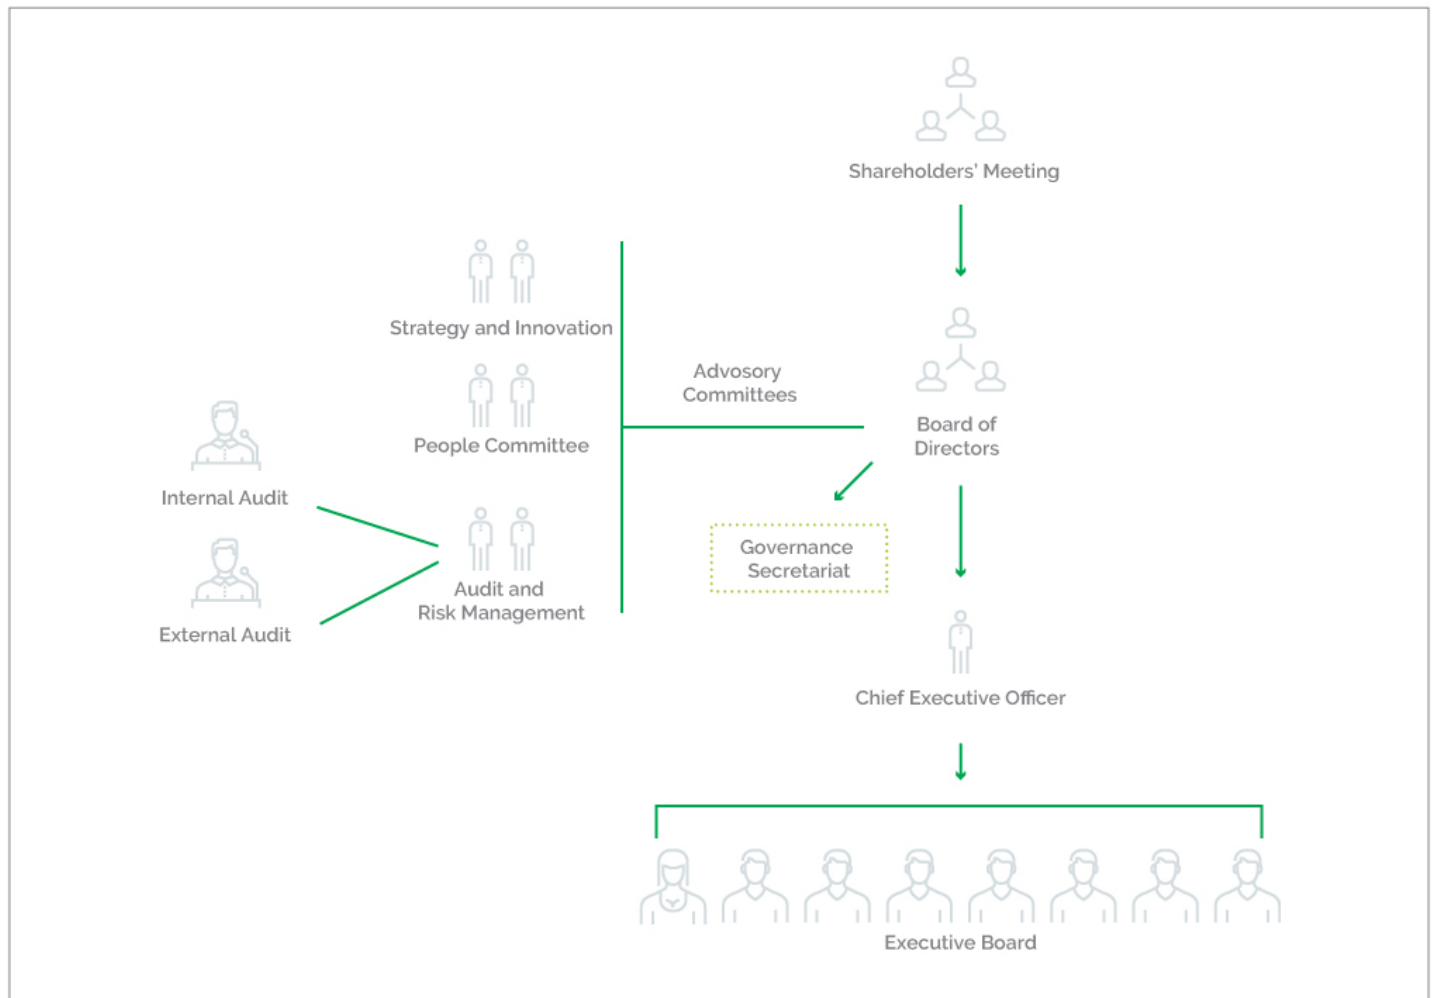 Shareholders' Meeting
Strategy and Innovation
Advosory
Committees
People Committee
Board of
Directors
Internal Audit
Governance
Secretariat
Audit and
Risk Management
External Audit
Chief Executive Officer
Executive Board